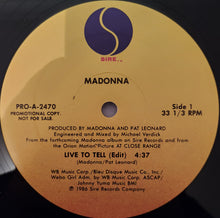 SIRE
MADONNA
PRO-A-2470
PROMOTIONAL COPY.
NOT FOR SALE.
Side 1
33 1/3 RPM
PRODUCED BY MADONNA AND PAT LEONARD
Engineered and Mixed by Michael Verdick
From the forthcoming Madonna album on Sire Records and from
the Orion Motion Picture AT CLOSE RANGE
LIVE TO TELL (Edit) 4:37
(Madonna/Pat Leonard)
WB Music Corp./Bleu Disque Music Co., Inc./
Webo Girl Adm. by WB Music Corp. ASCAP/
Johnny Yuma Music BMI
℗ 1986 Sire Records Company